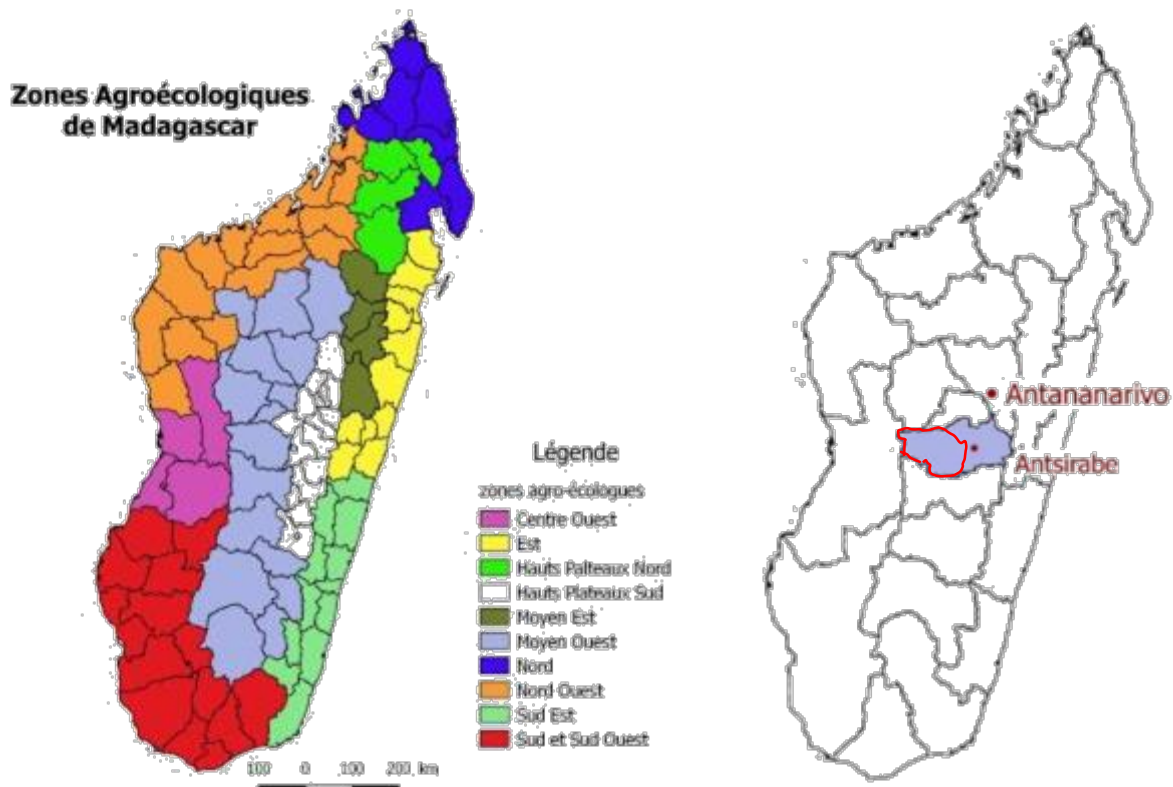 Zones Agroécologiques
de Madagascar
Légende
zones agro-écologues
Centre Ouest
Est
Hauts Palteaux Nord
Hauts Plateaux Sud
Moyen Est
Moyen Ouest
Nord
Nord Ouest
Sud Est
Sud et Sud Ouest
100 0 100 200 km
Antananarivo
Antsirabe